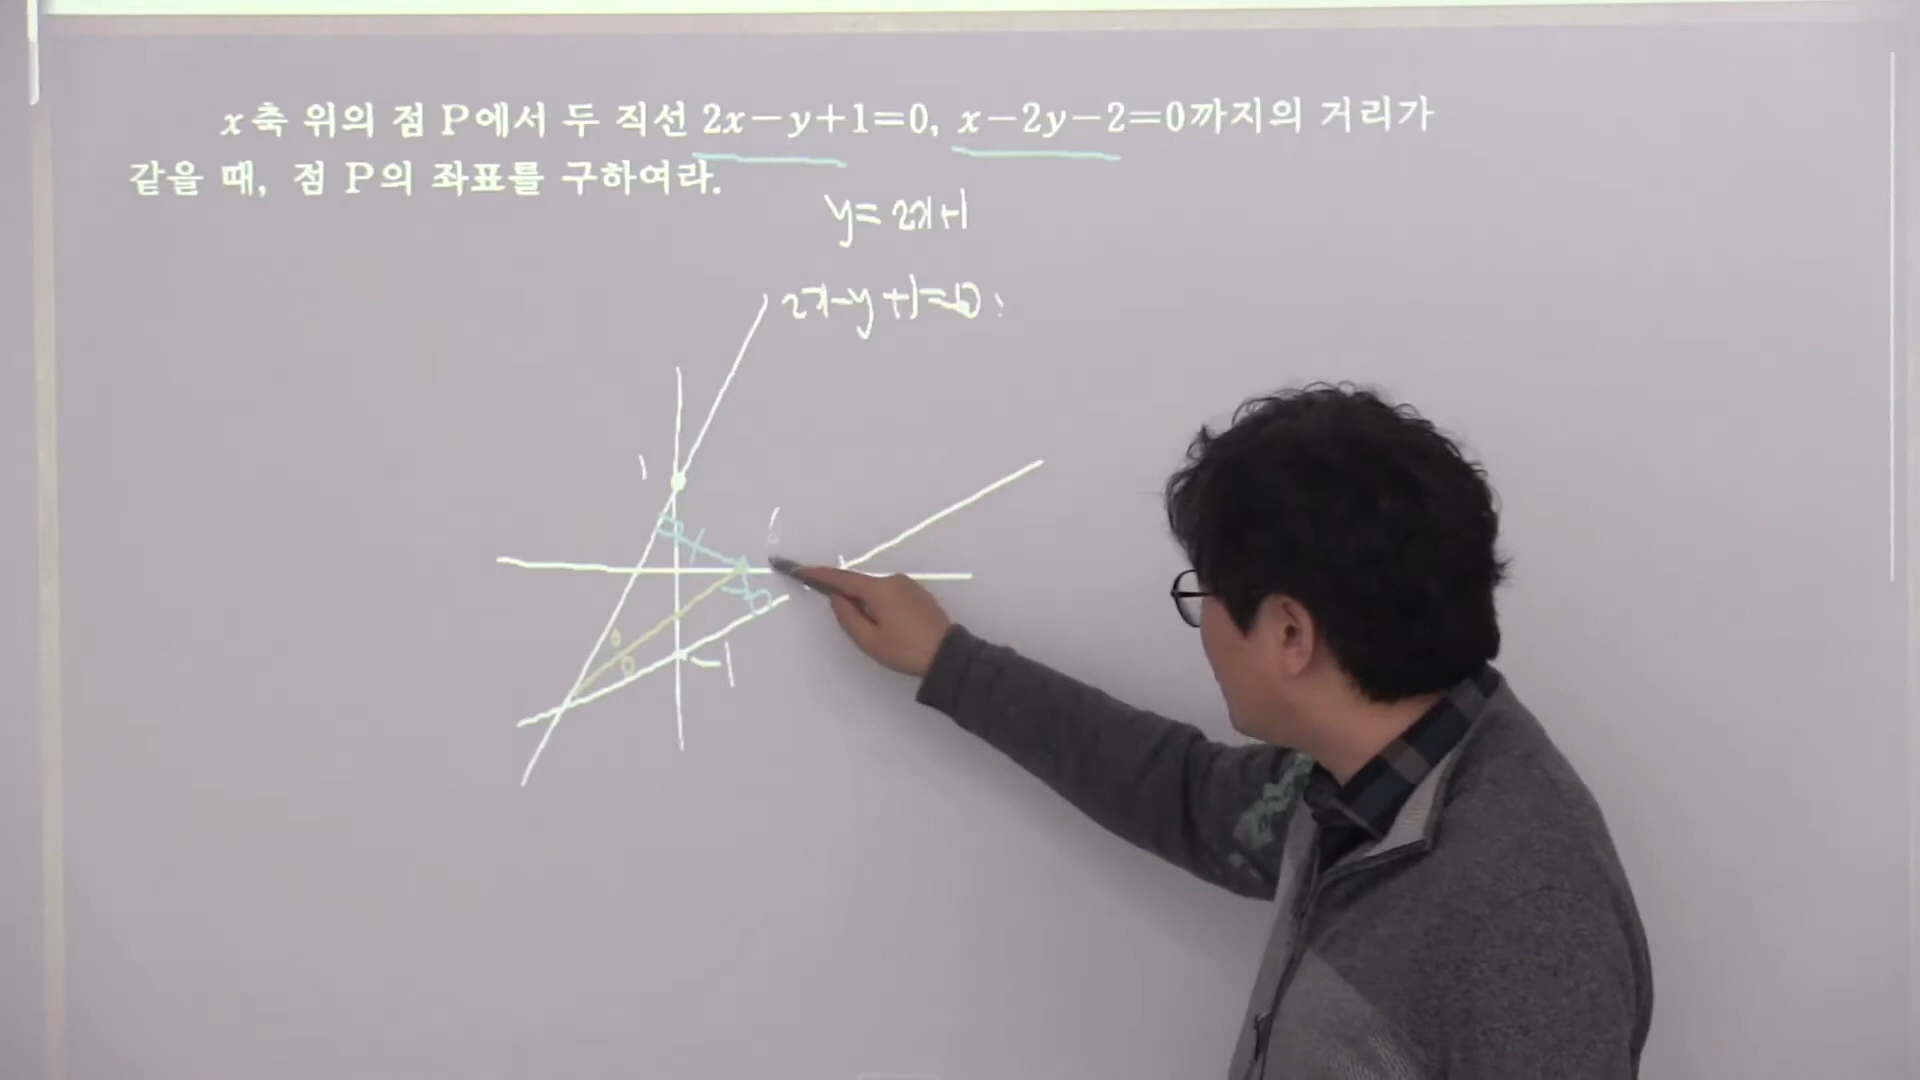 x축 위의 점 P에서 두 직선 2x−y+1=0, x−2y−2=0까지의 거리가
같을 때, 점 P의 좌표를 구하여라.
y=2x+1
2x-y+1=0
1
-1